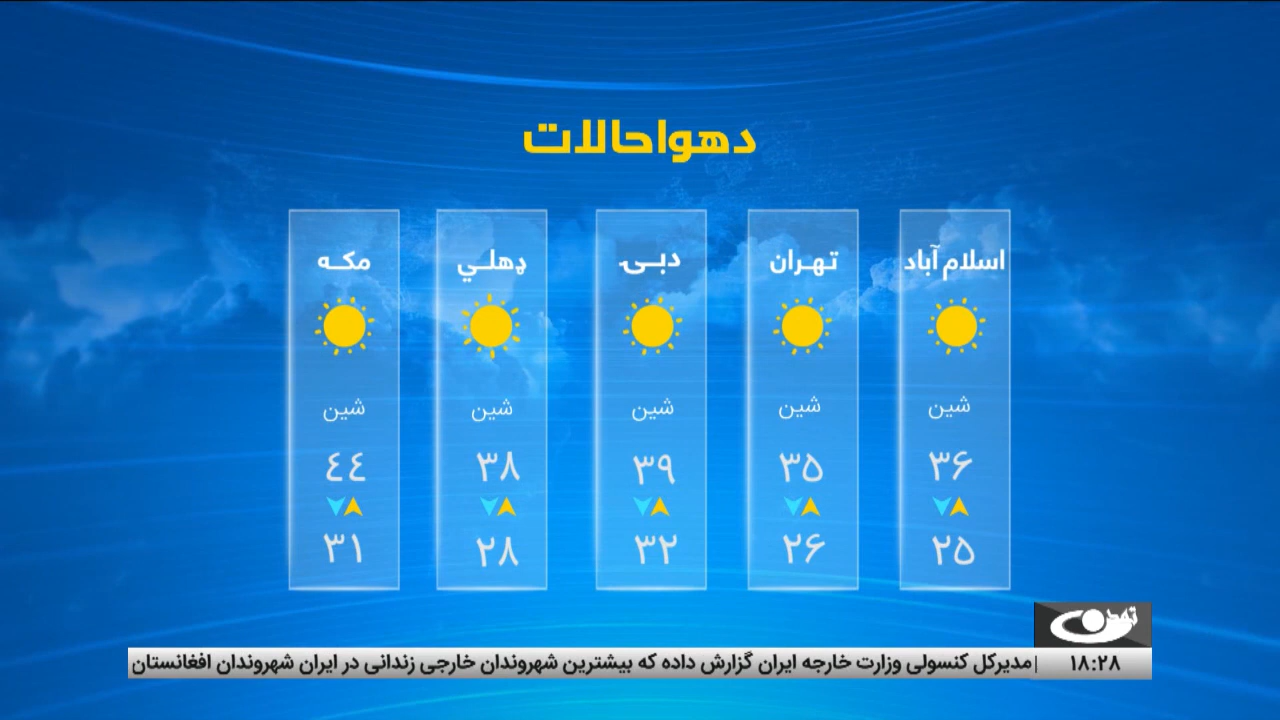 دهواحالات
اسلام آباد
شین
۳۶
۲۵
تهران
شین
۳۵
۲۶
دبۍ
شین
۳۹
۳۲
ډهلي
شین
۳۸
۲۸
مکه
شین
٤٤
۳۱
تمدن
۱۸:۲۸
مدیرکل کنسولی وزارت خارجه ایران گزارش داده که بیشترین شهروندان خارجی زندانی در ایران شهروندان افغانستان